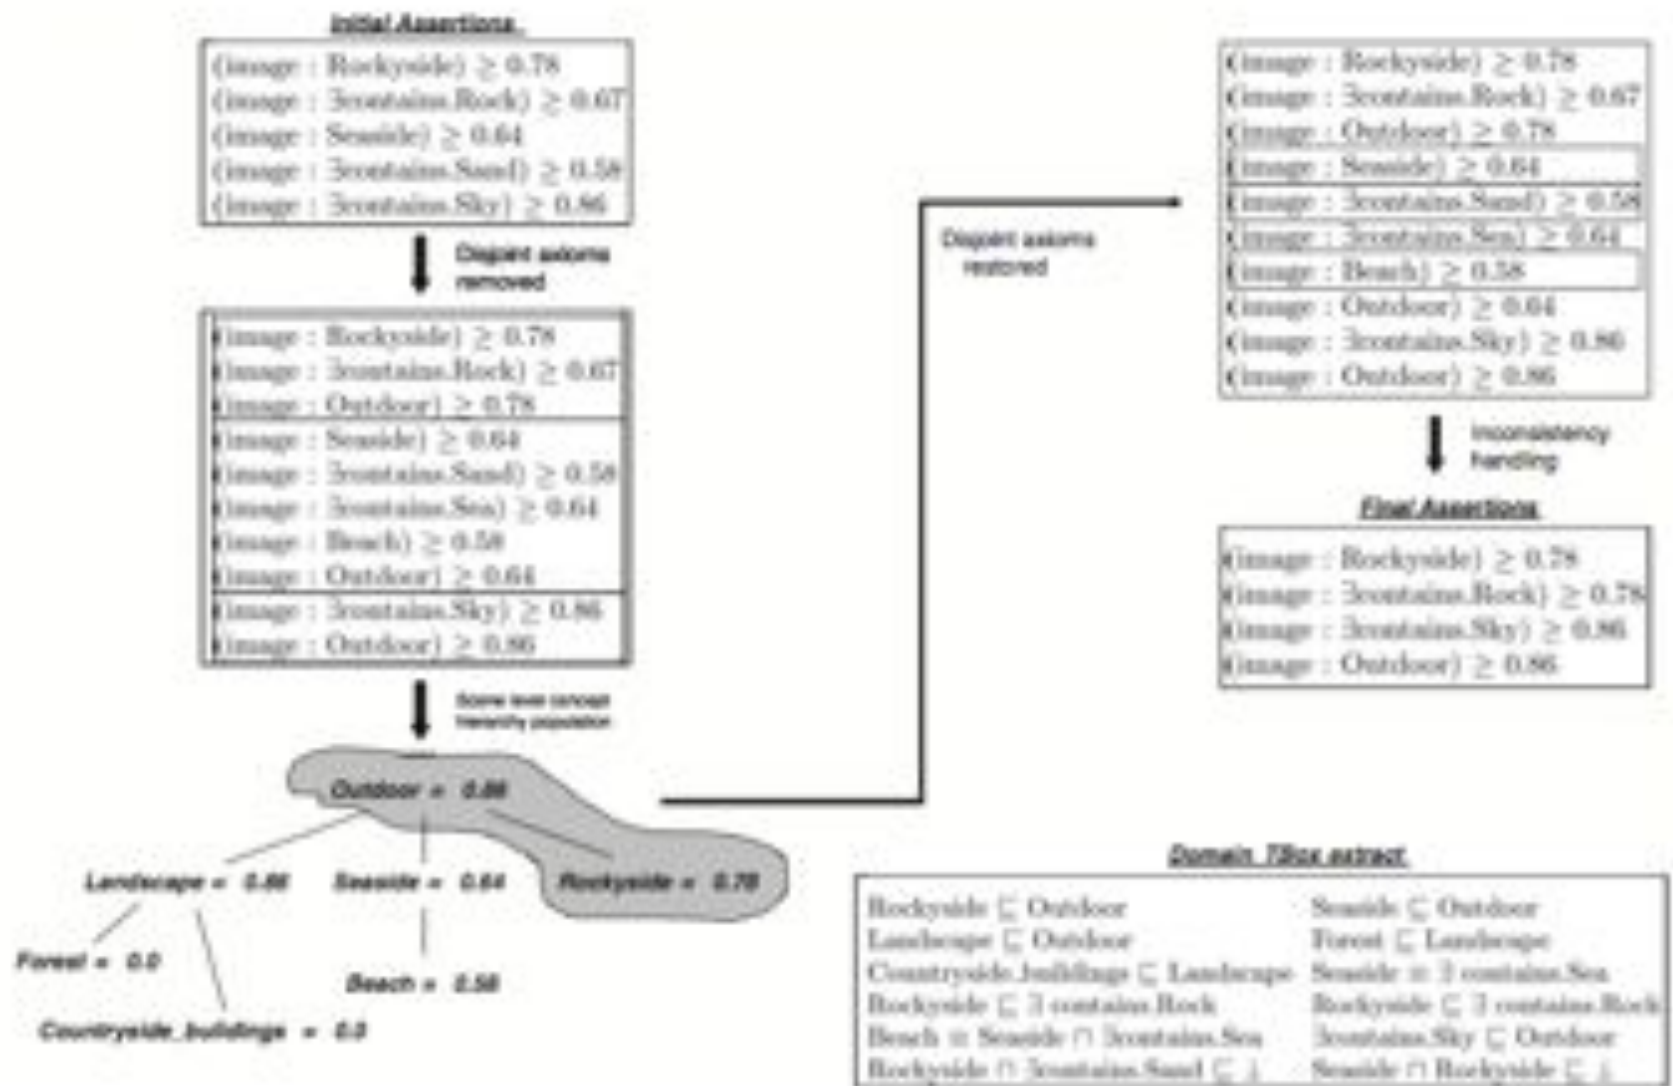 Initial Assertions
(image : Rockyside) ≥ 0.78
(image : ∃contains.Rock) ≥ 0.67
(image : Seaside) ≥ 0.64
(image : ∃contains.Sand) ≥ 0.58
(image : ∃contains.Sky) ≥ 0.86
Disjoint axioms
removed
(image : Rockyside) ≥ 0.78
(image : ∃contains.Rock) ≥ 0.67
(image : Outdoor) ≥ 0.78
(image : Seaside) ≥ 0.64
(image : ∃contains.Sand) ≥ 0.58
(image : ∃contains.Sea) ≥ 0.64
(image : Beach) ≥ 0.58
(image : Outdoor) ≥ 0.64
(image : ∃contains.Sky) ≥ 0.86
(image : Outdoor) ≥ 0.86
Scene level concept
hierarchy population
Outdoor = 0.86
Landscape = 0.86
Seaside = 0.64
Rockyside = 0.78
Forest = 0.0
Beach = 0.58
Countryside_buildings = 0.0
Disjoint axioms
restored
(image : Rockyside) ≥ 0.78
(image : ∃contains.Rock) ≥ 0.67
(image : Outdoor) ≥ 0.78
(image : Seaside) ≥ 0.64
(image : ∃contains.Sand) ≥ 0.58
(image : ∃contains.Sea) ≥ 0.64
(image : Beach) ≥ 0.58
(image : Outdoor) ≥ 0.64
(image : ∃contains.Sky) ≥ 0.86
(image : Outdoor) ≥ 0.86
Inconsistency
handling
Final Assertions
(image : Rockyside) ≥ 0.78
(image : ∃contains.Rock) ≥ 0.78
(image : ∃contains.Sky) ≥ 0.86
(image : Outdoor) ≥ 0.86
Domain TBox extract
Rockyside ⊑ Outdoor Seaside ⊑ Outdoor
Landscape ⊑ Outdoor Forest ⊑ Landscape
Countryside_buildings ⊑ Landscape Seaside ≡ ∃ contains.Sea
Rockyside ⊑ ∃ contains.Rock Rockyside ⊑ ∃ contains.Rock
Beach ≡ Seaside ⊓ ∃contains.Sea ∃contains.Sky ⊑ Outdoor
Rockyside ⊓ ∃contains.Sand ⊑ ⊥ Seaside ⊓ Rockyside ⊑ ⊥